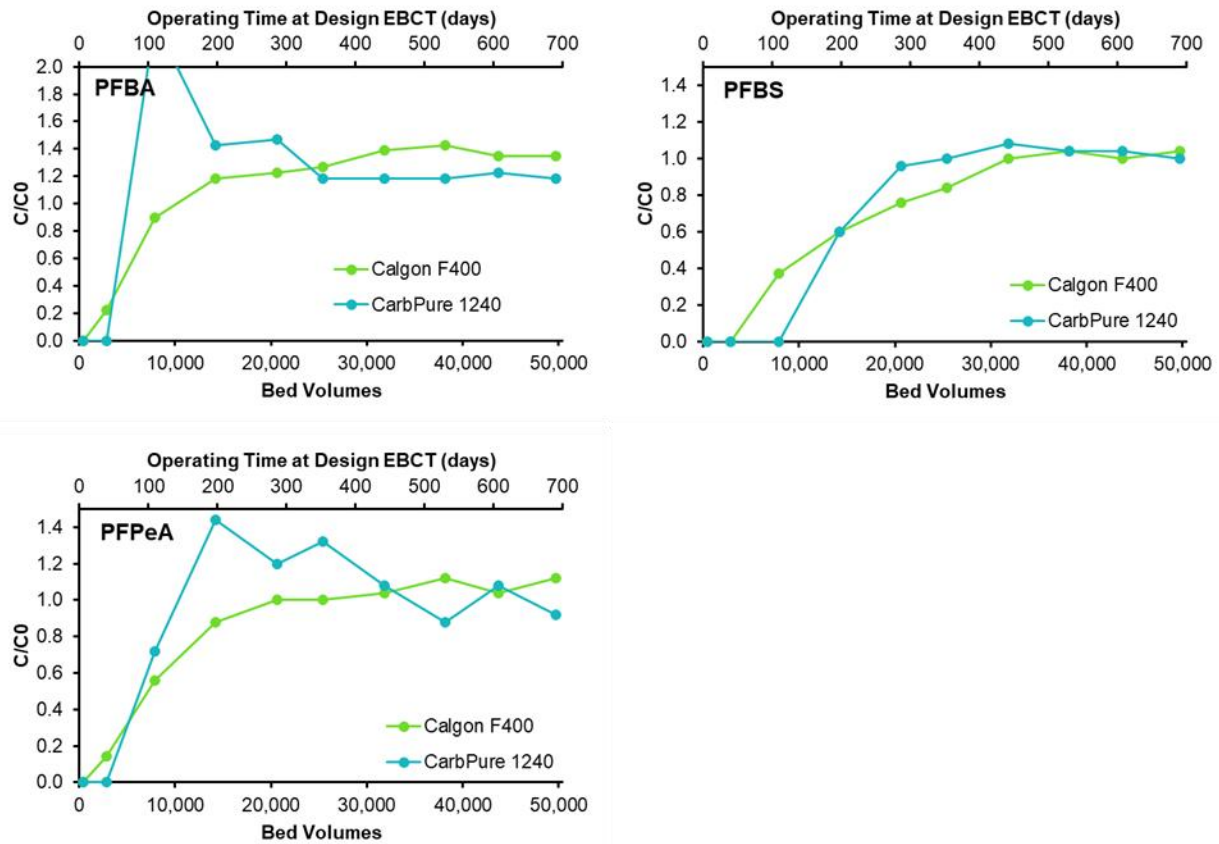 Operating Time at Design EBCT (days)
0 100 200 300 400 500 600 700
2.0
1.8
1.6
1.4
1.2
1.0
0.8
0.6
0.4
0.2
0.0
C/C0
PFBA
Calgon F400
CarbPure 1240
0 10,000 20,000 30,000 40,000 50,000
Bed Volumes
Operating Time at Design EBCT (days)
0 100 200 300 400 500 600 700
1.4
1.2
1.0
0.8
0.6
0.4
0.2
0.0
C/C0
PFBS
Calgon F400
CarbPure 1240
0 10,000 20,000 30,000 40,000 50,000
Bed Volumes
Operating Time at Design EBCT (days)
0 100 200 300 400 500 600 700
1.4
1.2
1.0
0.8
0.6
0.4
0.2
0.0
C/C0
PFPeA
Calgon F400
CarbPure 1240
0 10,000 20,000 30,000 40,000 50,000
Bed Volumes